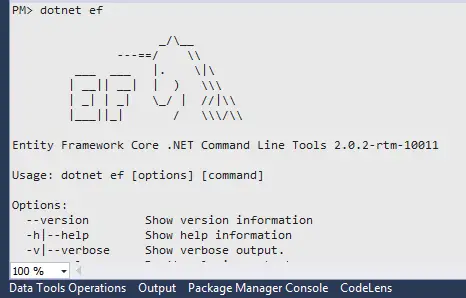 PM> dotnet ef
                     _/\__
               ---==/    \\
         ___  ___   |.    \|\
        | __|| __|  |  )   \\\
        | _| | _|   \_/ |  //|\\
        |___||_|       /   \\\/\\
Entity Framework Core .NET Command Line Tools 2.0.2-rtm-10011
Usage: dotnet ef [options] [command]
Options:
  --version        Show version information
  -h|--help        Show help information
  -v|--verbose     Show verbose output.
100 %
Data Tools Operations Output Package Manager Console CodeLens